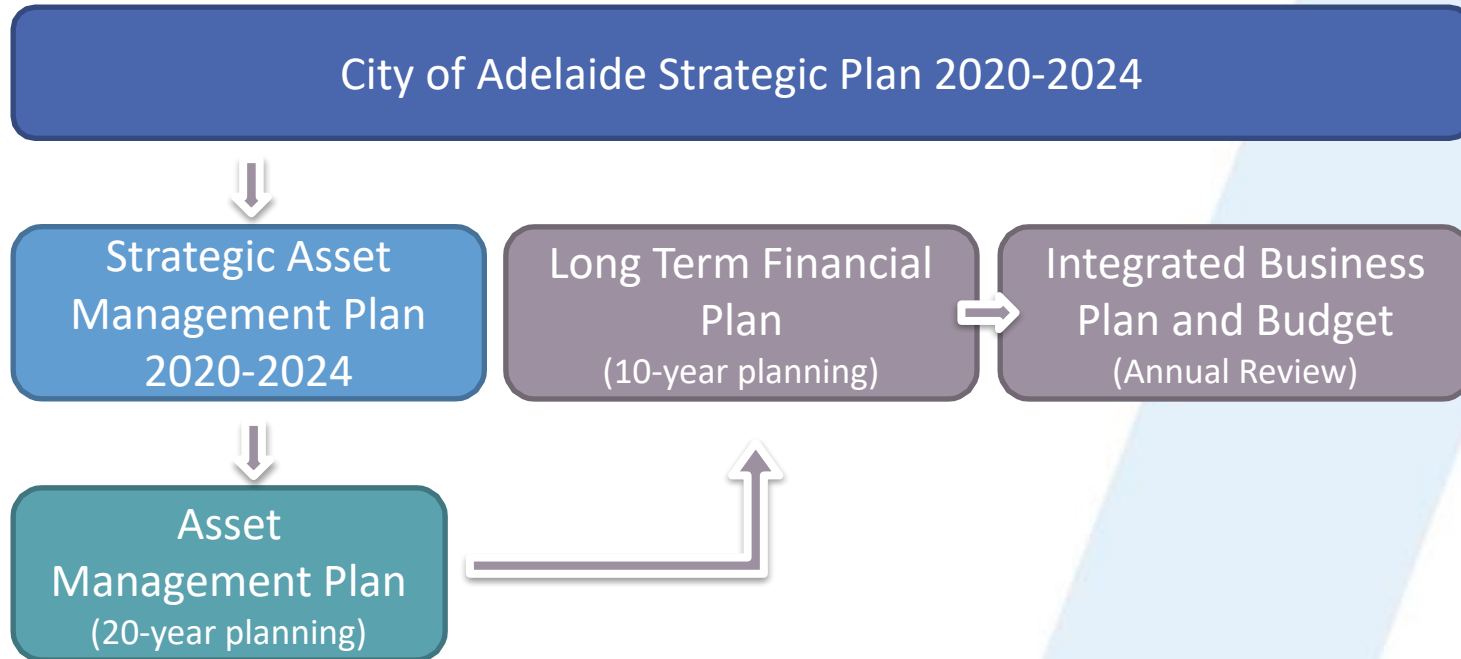 City of Adelaide Strategic Plan 2020-2024
Strategic Asset
Management Plan
2020-2024
Long Term Financial
Plan
(10-year planning)
Integrated Business
Plan and Budget
(Annual Review)
Asset
Management Plan
(20-year planning)